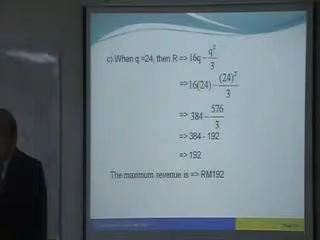 c) When q =24, then R => 16q - q²/3
=> 16(24) - (24)²/3
=> 384 - 576/3
=> 384 - 192
=> 192
The maximum revenue is => RM192